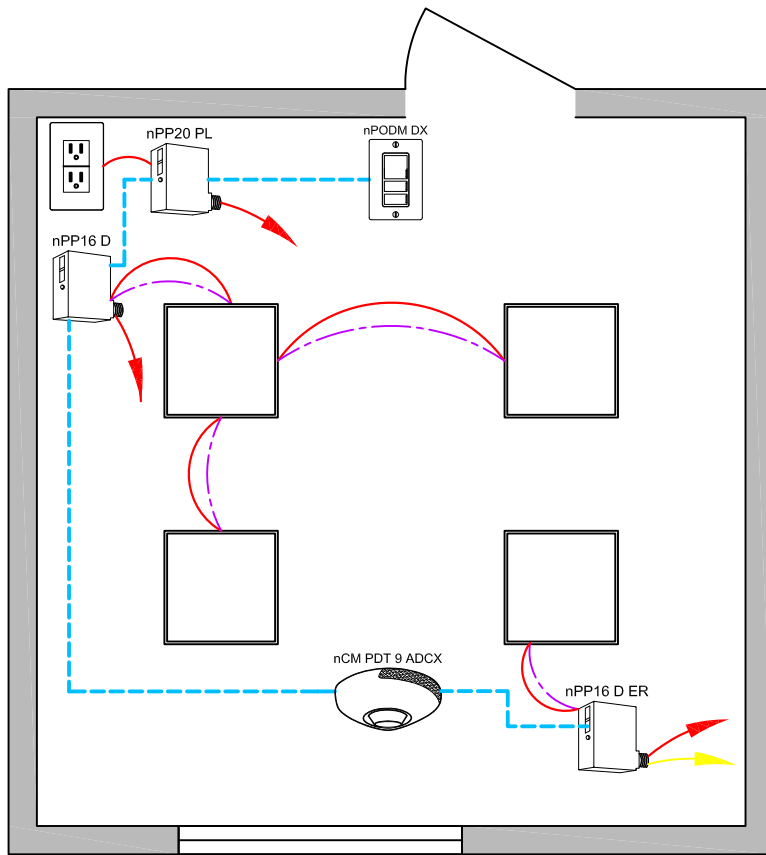 nPP20 PL
nPODM DX
nPP16 D
nCM PDT 9 ADCX
nPP16 D ER